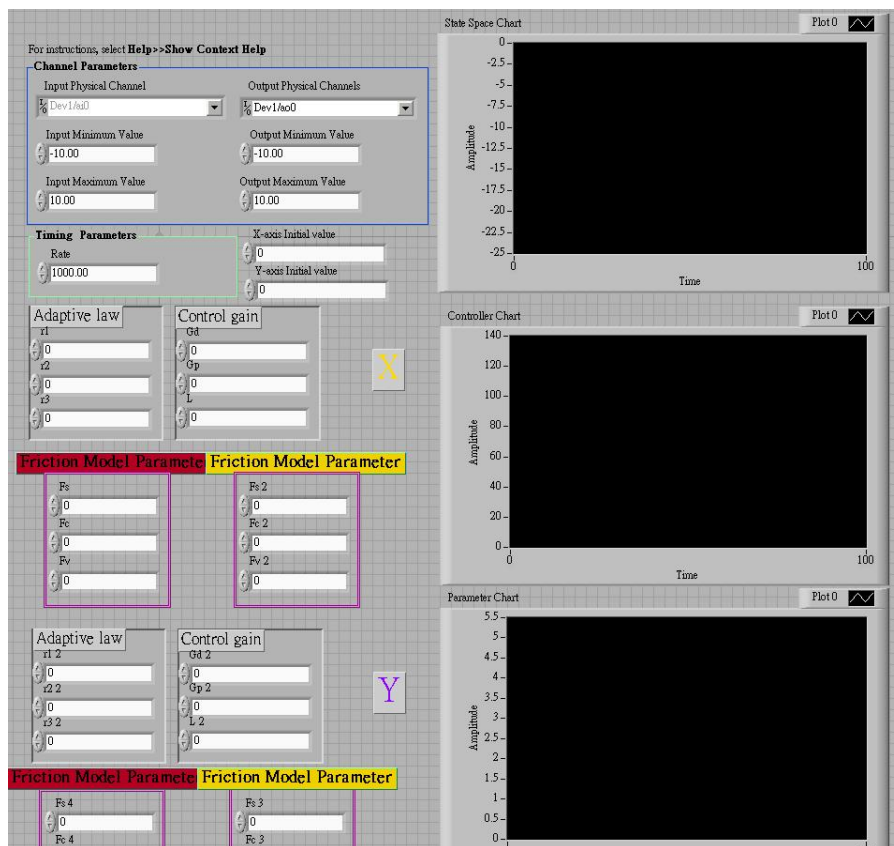 For instructions, select Help>>Show Context Help
Channel Parameters
Input Physical Channel
Output Physical Channels
Dev1/ai0
Dev1/ao0
Input Minimum Value
Output Minimum Value
-10.00
-10.00
Input Maximum Value
Output Maximum Value
10.00
10.00
Timing Parameters
Rate
1000.00
X-axis Initial value
0
Y-axis Initial value
0
Adaptive law
r1
0
r2
0
r3
0
Control gain
Gd
0
Gp
0
L
0
X
Friction Model Paramete
Friction Model Parameter
Fs
0
Fc
0
Fv
0
Fs 2
0
Fc 2
0
Fv 2
0
Adaptive law
r1 2
0
r2 2
0
r3 2
0
Control gain
Gd 2
0
Gp 2
0
L 2
0
Y
Friction Model Paramete
Friction Model Parameter
Fs 4
0
Fc 4
Fs 3
0
Fc 3
State Space Chart
Plot 0
0
-2.5
-5
-7.5
-10
-12.5
-15
-17.5
-20
-22.5
-25
Amplitude
0
100
Time
Controller Chart
Plot 0
140
120
100
80
60
40
20
0
Amplitude
0
100
Time
Parameter Chart
Plot 0
5.5
5
4.5
4
3.5
3
2.5
2
1.5
1
0.5
0
Amplitude